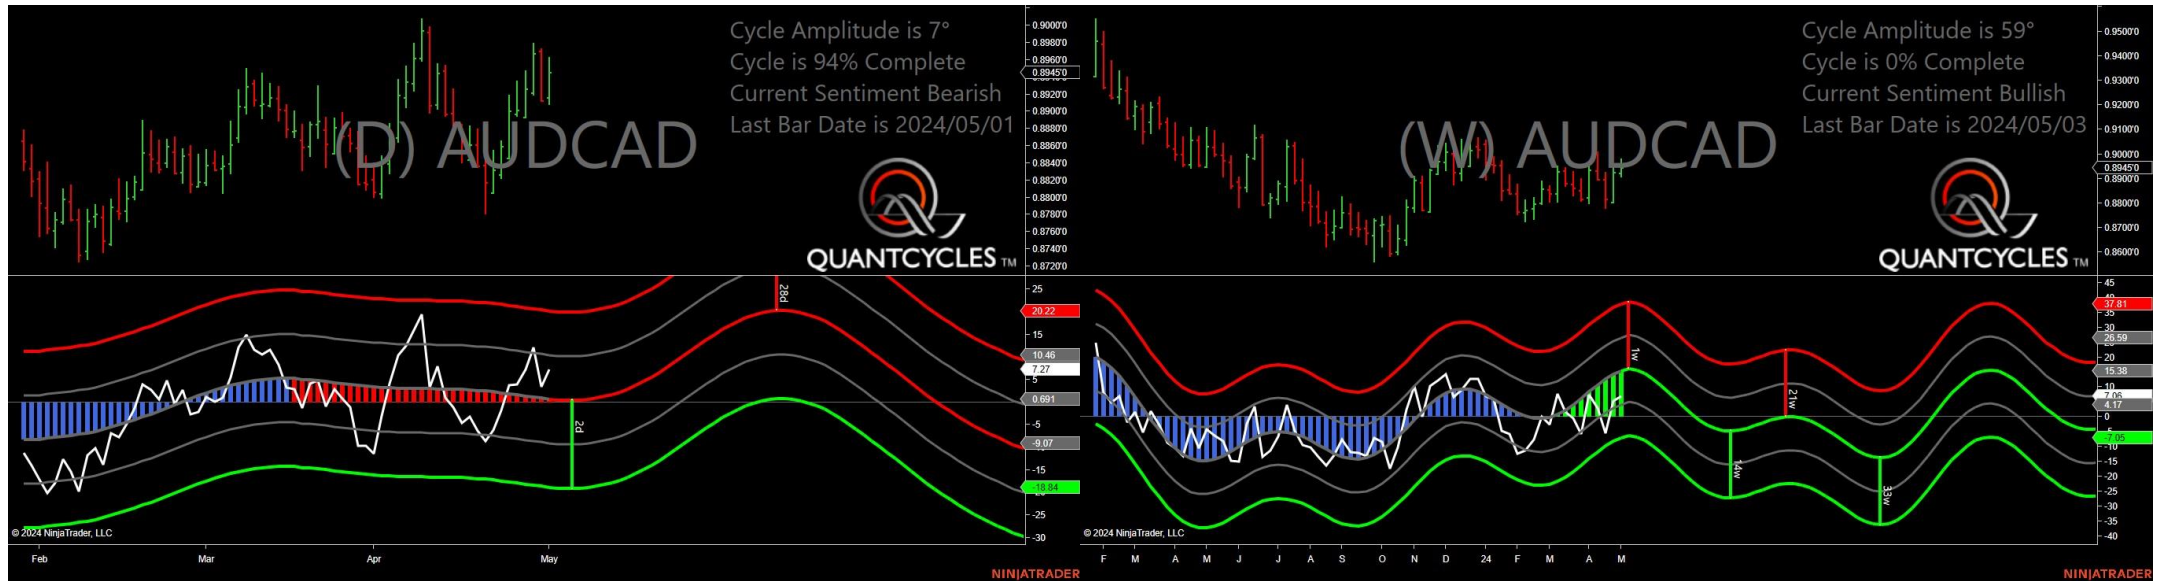 Cycle Amplitude is 7°
Cycle is 94% Complete
Current Sentiment Bearish
Last Bar Date is 2024/05/01
(D) AUDCAD
QUANTCYCLES TM
0.9000'0
0.8980'0
0.8960'0
0.8945'0
0.8920'0
0.8900'0
0.8880'0
0.8860'0
0.8840'0
0.8820'0
0.8800'0
0.8780'0
0.8760'0
0.8740'0
0.8720'0
28d
2d
25
20.22
15
10.46
7.27
5
0.691
-5
-9.07
-15
-18.84
-25
-30
© 2024 NinjaTrader, LLC
Feb
Mar
Apr
May
NINJATRADER
Cycle Amplitude is 59°
Cycle is 0% Complete
Current Sentiment Bullish
Last Bar Date is 2024/05/03
(W) AUDCAD
QUANTCYCLES TM
0.9500'0
0.9400'0
0.9300'0
0.9200'0
0.9100'0
0.9000'0
0.8945'0
0.8900'0
0.8800'0
0.8700'0
0.8600'0
1w
21w
14w
33w
45
37.81
35
30
26.59
20
15.38
10
7.06
4.17
0
-7.05
-10
-15
-20
-25
-30
-35
-40
© 2024 NinjaTrader, LLC
F
M
A
M
J
J
A
S
O
N
D
24
F
M
A
M
NINJATRADER